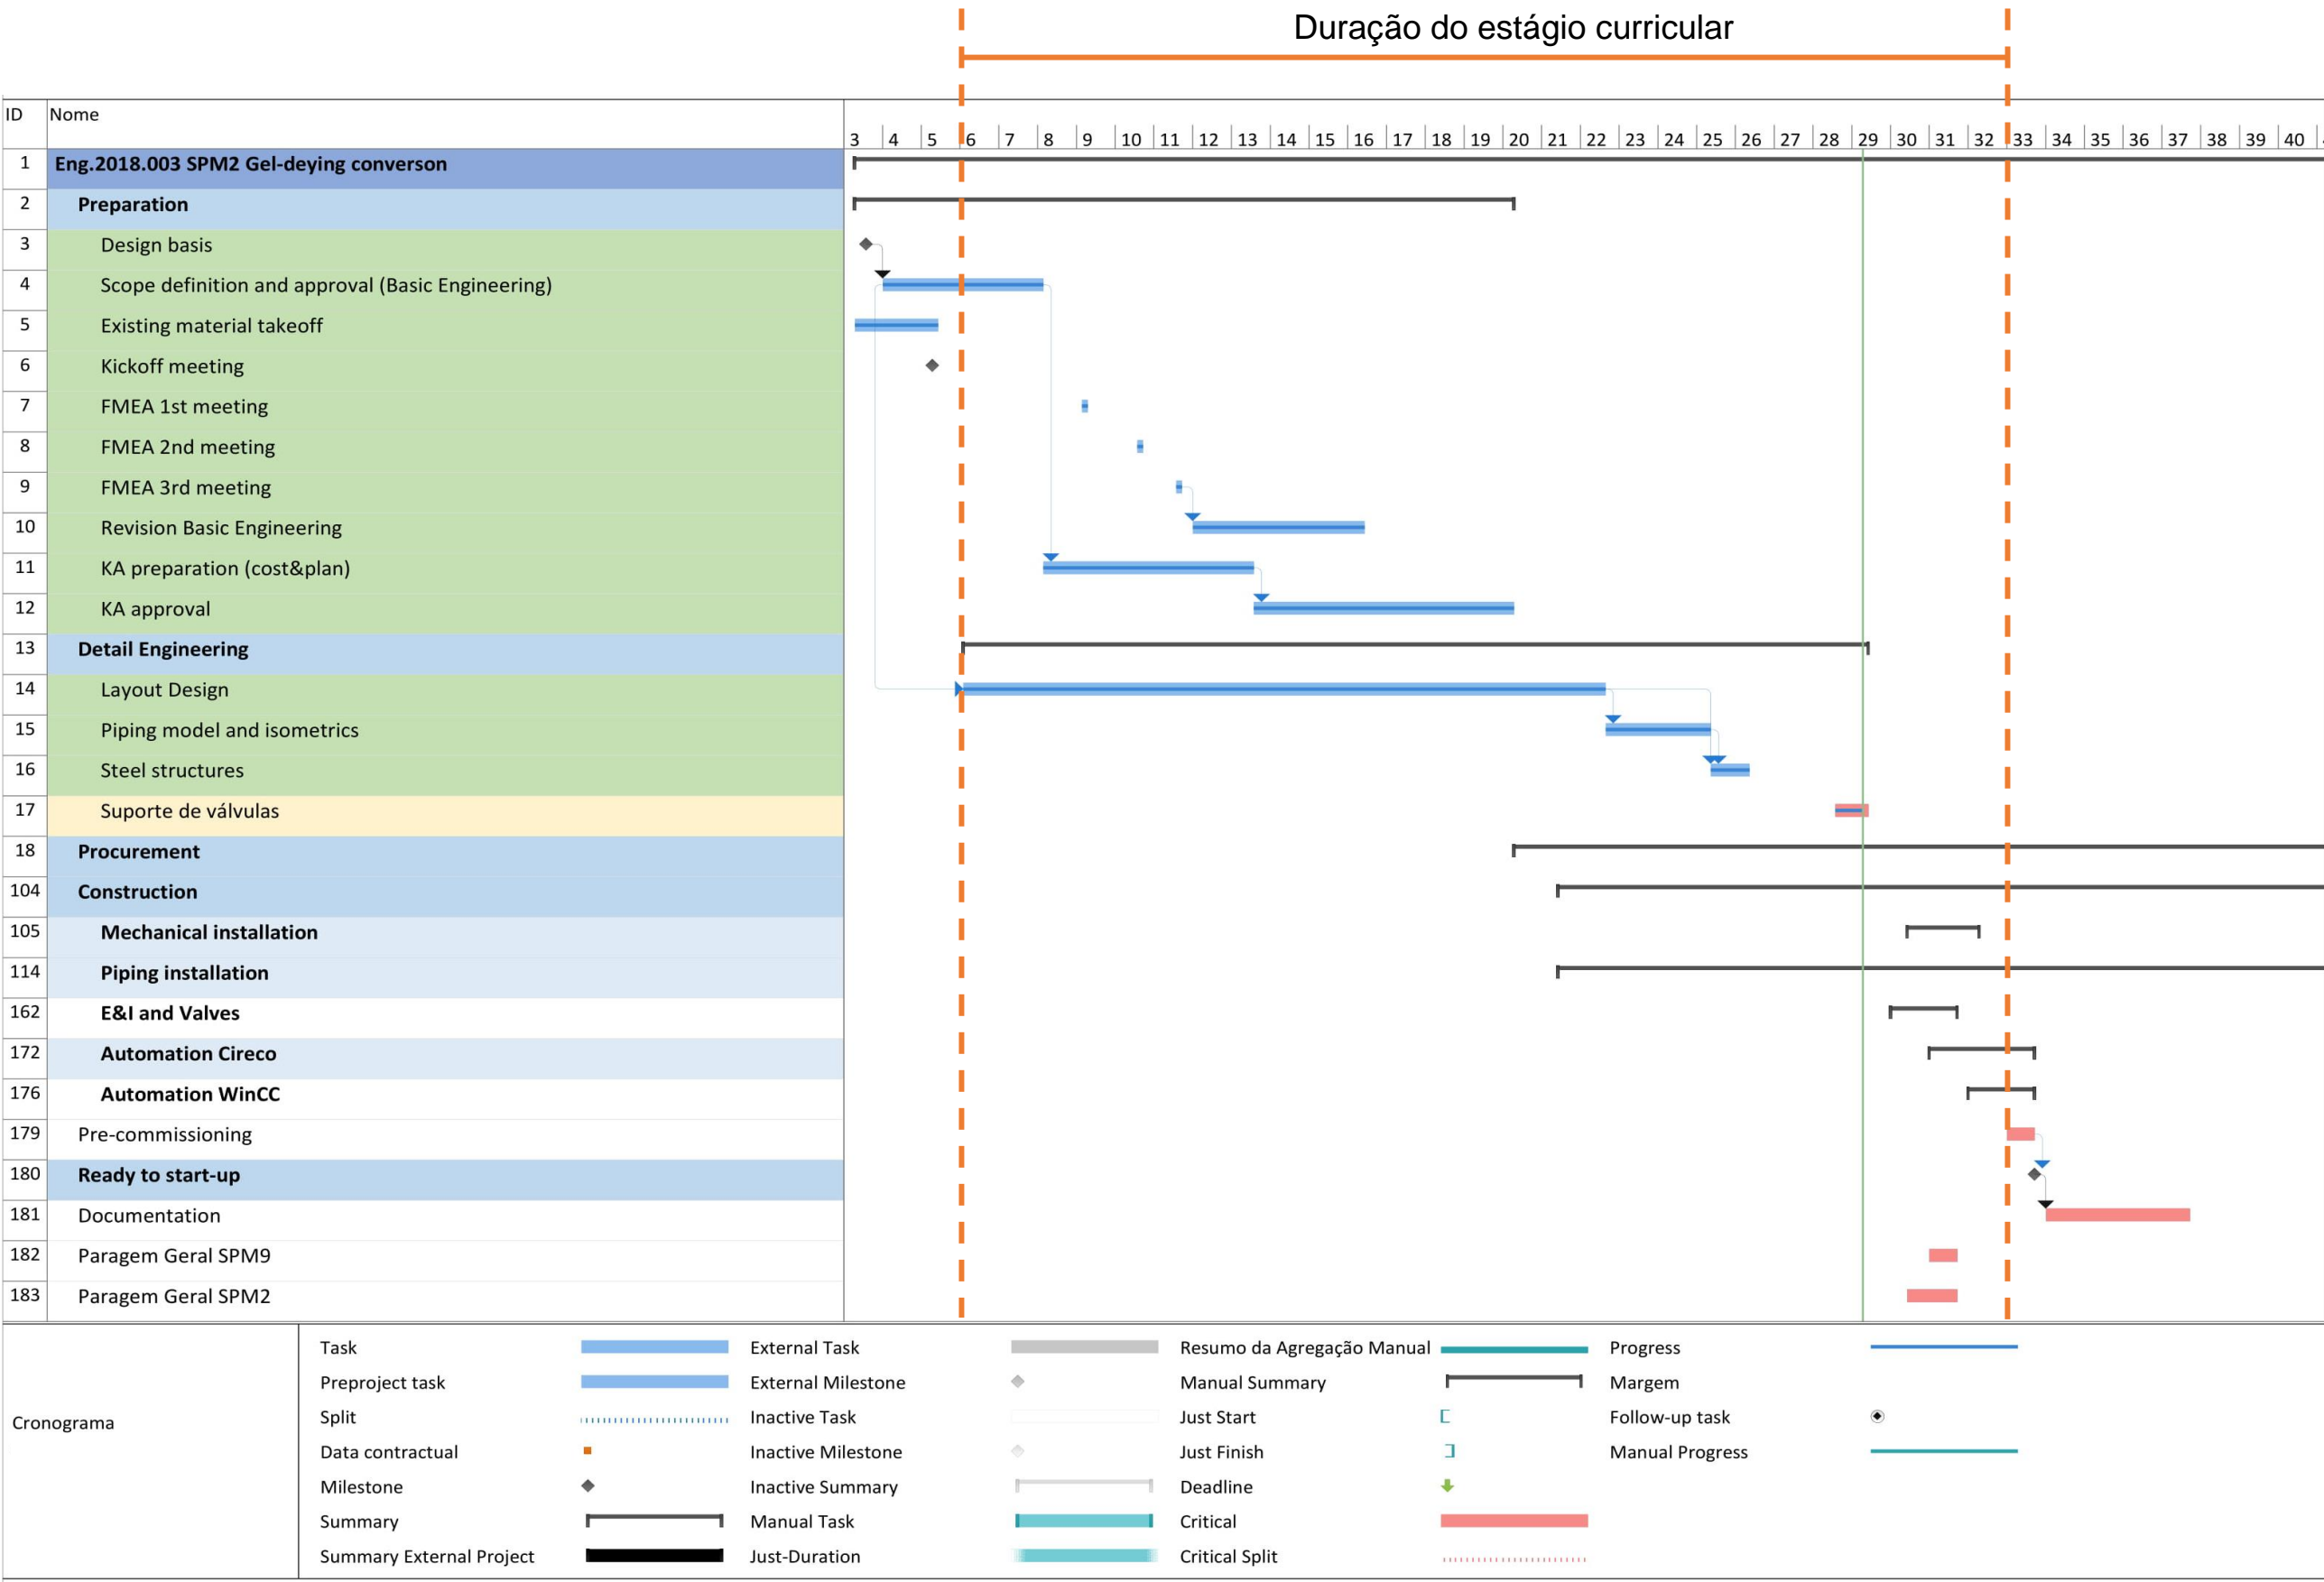 Duração do estágio curricular
ID Nome
3 4 5 6 7 8 9 10 11 12 13 14 15 16 17 18 19 20 21 22 23 24 25 26 27 28 29 30 31 32 33 34 35 36 37 38 39 40
1 Eng.2018.003 SPM2 Gel-deying converson
2 Preparation
3 Design basis
4 Scope definition and approval (Basic Engineering)
5 Existing material takeoff
6 Kickoff meeting
7 FMEA 1st meeting
8 FMEA 2nd meeting
9 FMEA 3rd meeting
10 Revision Basic Engineering
11 KA preparation (cost&plan)
12 KA approval
13 Detail Engineering
14 Layout Design
15 Piping model and isometrics
16 Steel structures
17 Suporte de válvulas
18 Procurement
104 Construction
105 Mechanical installation
114 Piping installation
162 E&I and Valves
172 Automation Cireco
176 Automation WinCC
179 Pre-commissioning
180 Ready to start-up
181 Documentation
182 Paragem Geral SPM9
183 Paragem Geral SPM2
Cronograma
Task External Task Resumo da Agregação Manual Progress
Preproject task External Milestone Manual Summary Margem
Split Inactive Task Just Start Follow-up task
Data contractual Inactive Milestone Just Finish Manual Progress
Milestone Inactive Summary Deadline
Summary Manual Task Critical
Summary External Project Just-Duration Critical Split